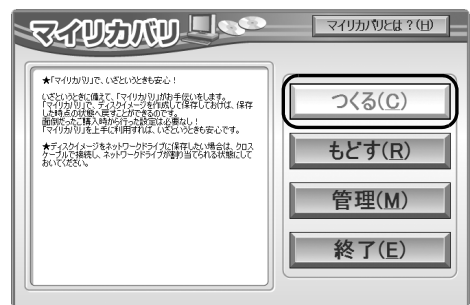 マイリカバリ
マイリカバリとは?(H)
★「マイリカバリ」で、いざというときも安心!
いざというときに備えて、「マイリカバリ」がお手伝いをします。
「マイリカバリ」で、ディスクイメージを作成して保存しておけば、保存
した時点の状態へ戻すことができるのです。
面倒だったご購入時から行った設定は必要なし!
「マイリカバリ」を上手に利用すれば、いざというときも安心です。
★ディスクイメージをネットワークドライブに保存したい場合は、クロス
ケーブルで接続し、ネットワークドライブが割り当てられる状態にして
おいてください。
つくる(C)
もどす(R)
管理(M)
終了(E)